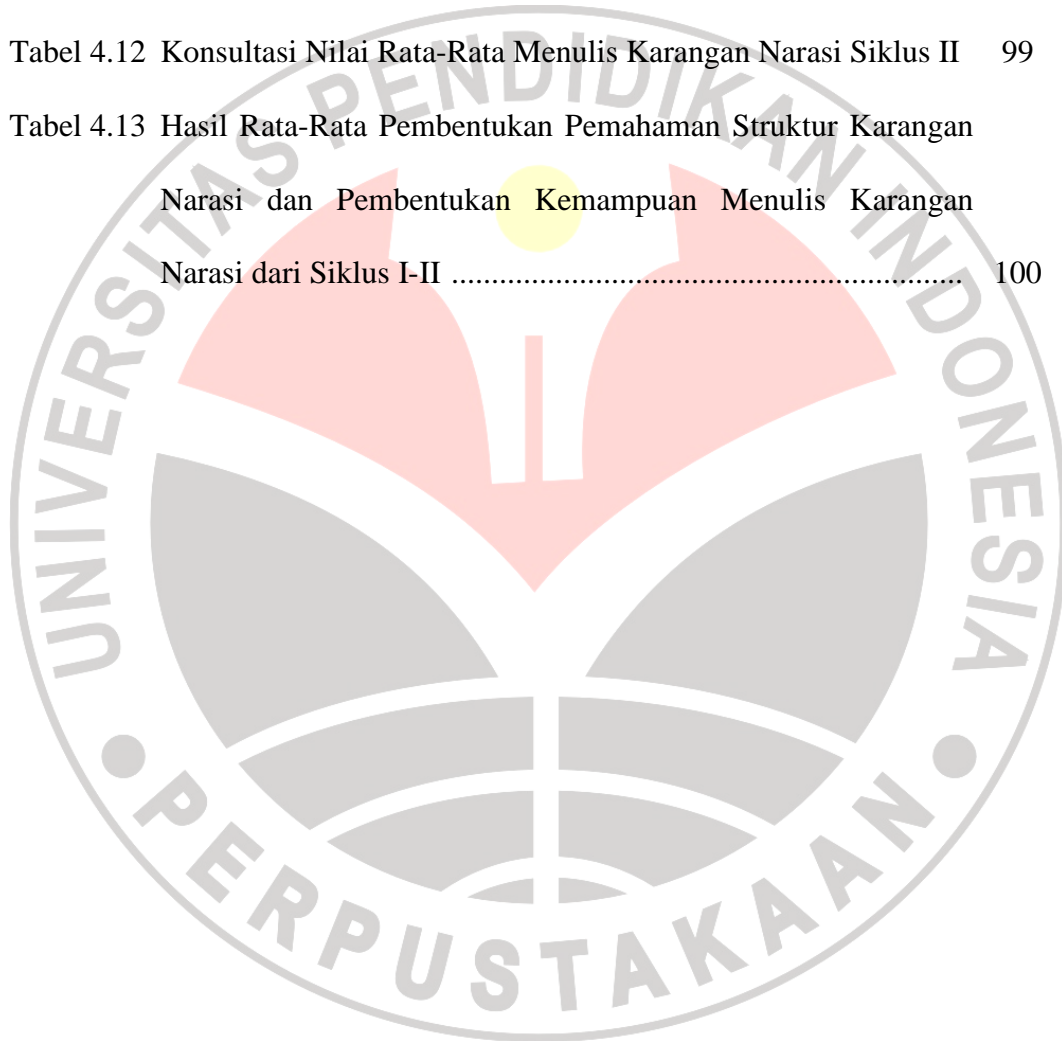 Tabel 4.12 Konsultasi Nilai Rata-Rata Menulis Karangan Narasi Siklus II 99
Tabel 4.13 Hasil Rata-Rata Pembentukan Pemahaman Struktur Karangan
Narasi dan Pembentukan Kemampuan Menulis Karangan
Narasi dari Siklus I-II ................................................................. 100
UNIVERSITAS PENDIDIKAN INDONESIA
PERPUSTAKAAN